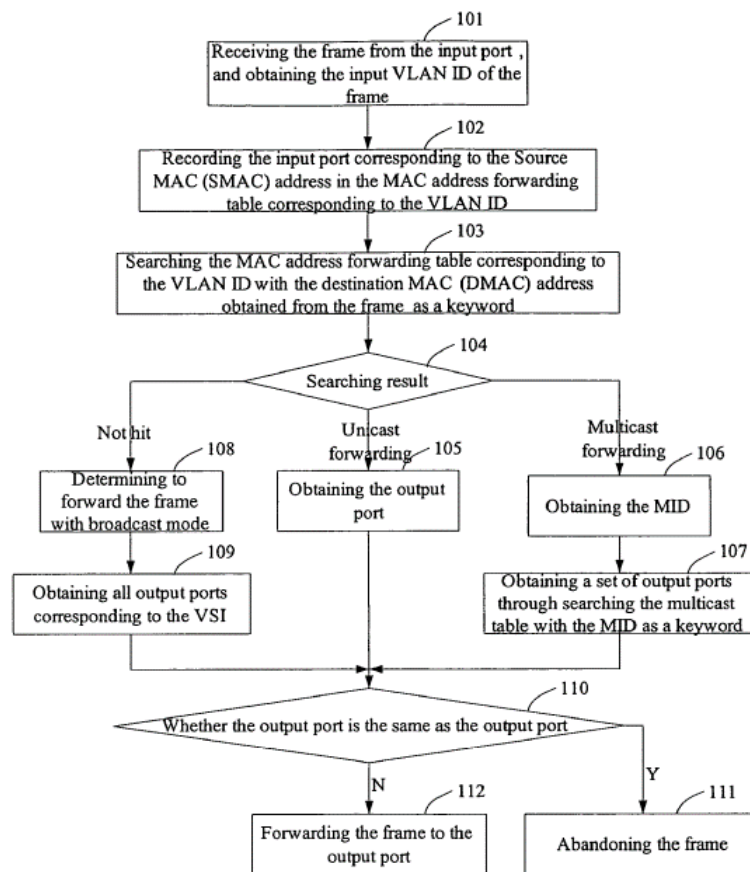 101
Receiving the frame from the input port ,
and obtaining the input VLAN ID of the
frame
102
Recording the input port corresponding to the Source
MAC (SMAC) address in the MAC address forwarding
table corresponding to the VLAN ID
103
Searching the MAC address forwarding table corresponding to
the VLAN ID with the destination MAC (DMAC) address
obtained from the frame as a keyword
104
Searching result
Not hit
Unicast
forwarding
Multicast
forwarding
108
Determining to
forward the frame
with broadcast mode
105
Obtaining the output
port
106
Obtaining the MID
109
Obtaining all output ports
corresponding to the VSI
107
Obtaining a set of output ports
through searching the multicast
table with the MID as a keyword
110
Whether the output port is the same as the output port
N
Y
112
Forwarding the frame to the
output port
111
Abandoning the frame